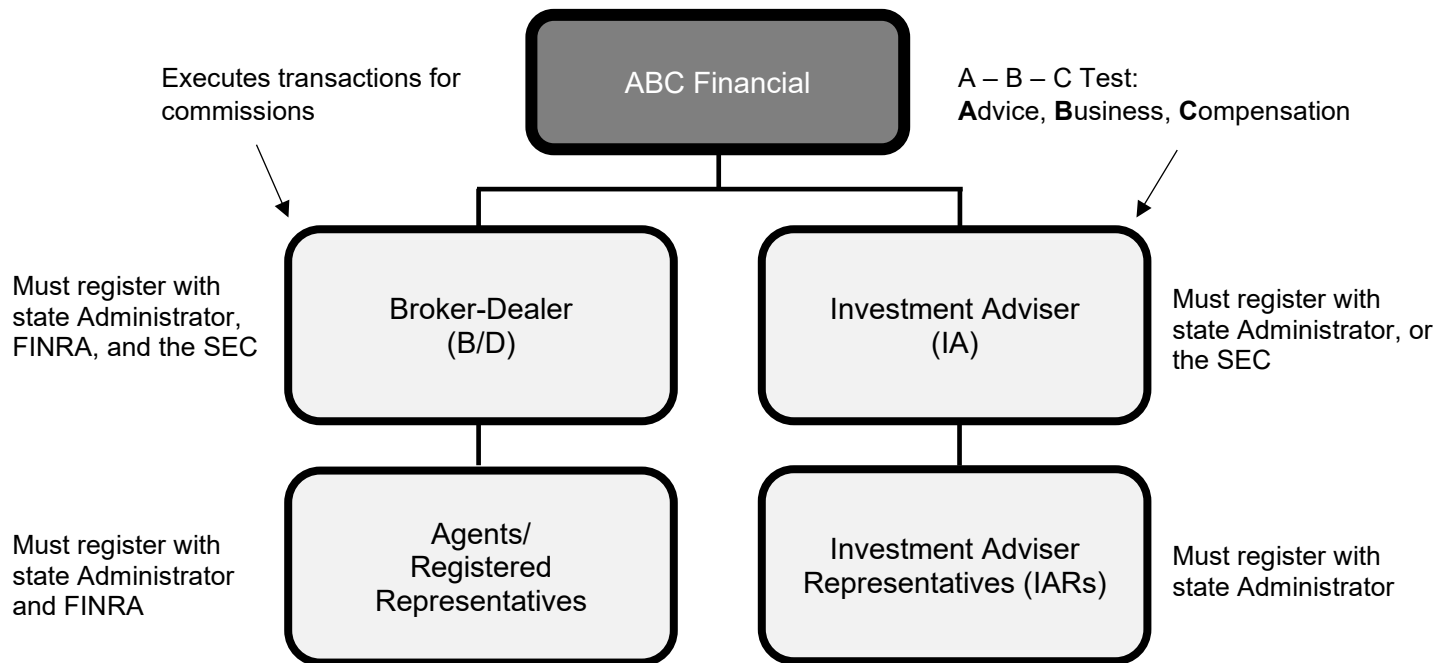 ABC Financial
Executes transactions for
commissions
A – B – C Test:
Advice, Business, Compensation
Must register with
state Administrator,
FINRA, and the SEC
Broker-Dealer
(B/D)
Investment Adviser
(IA)
Must register with
state Administrator, or
the SEC
Must register with
state Administrator
and FINRA
Agents/
Registered
Representatives
Investment Adviser
Representatives (IARs)
Must register with
state Administrator